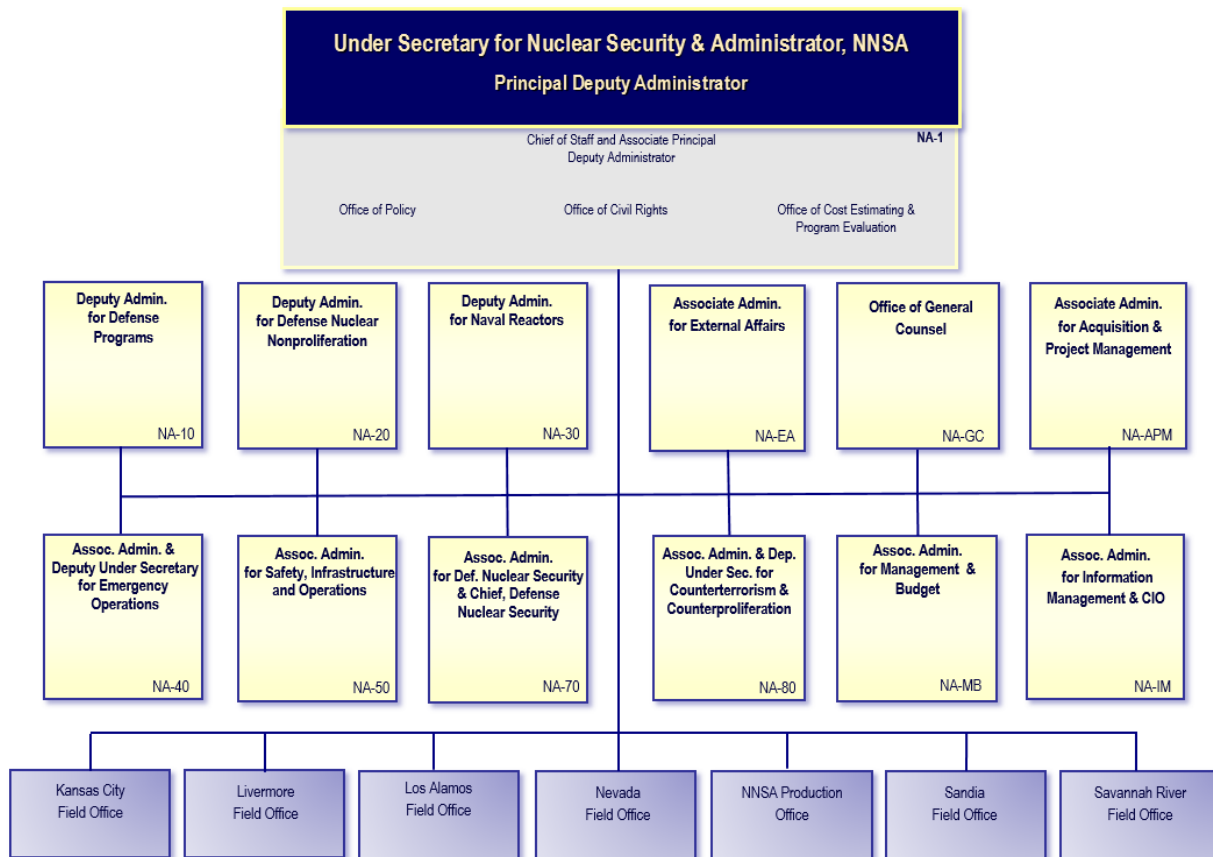 Under Secretary for Nuclear Security & Administrator, NNSA
Principal Deputy Administrator
Chief of Staff and Associate Principal
Deputy Administrator
NA-1
Office of Policy
Office of Civil Rights
Office of Cost Estimating &
Program Evaluation
Deputy Admin.
for Defense
Programs
NA-10
Deputy Admin.
for Defense Nuclear
Nonproliferation
NA-20
Deputy Admin.
for Naval Reactors
NA-30
Associate Admin.
for External Affairs
NA-EA
Office of General
Counsel
NA-GC
Associate Admin.
for Acquisition &
Project Management
NA-APM
Assoc. Admin. &
Deputy Under Secretary
for Emergency
Operations
NA-40
Assoc. Admin.
for Safety, Infrastructure
and Operations
NA-50
Assoc. Admin.
for Def. Nuclear Security
& Chief, Defense
Nuclear Security
NA-70
Assoc. Admin. & Dep.
Under Sec. for
Counterterrorism &
Counterproliferation
NA-80
Assoc. Admin.
for Management &
Budget
NA-MB
Assoc. Admin.
for Information
Management & CIO
NA-IM
Kansas City
Field Office
Livermore
Field Office
Los Alamos
Field Office
Nevada
Field Office
NNSA Production
Office
Sandia
Field Office
Savannah River
Field Office